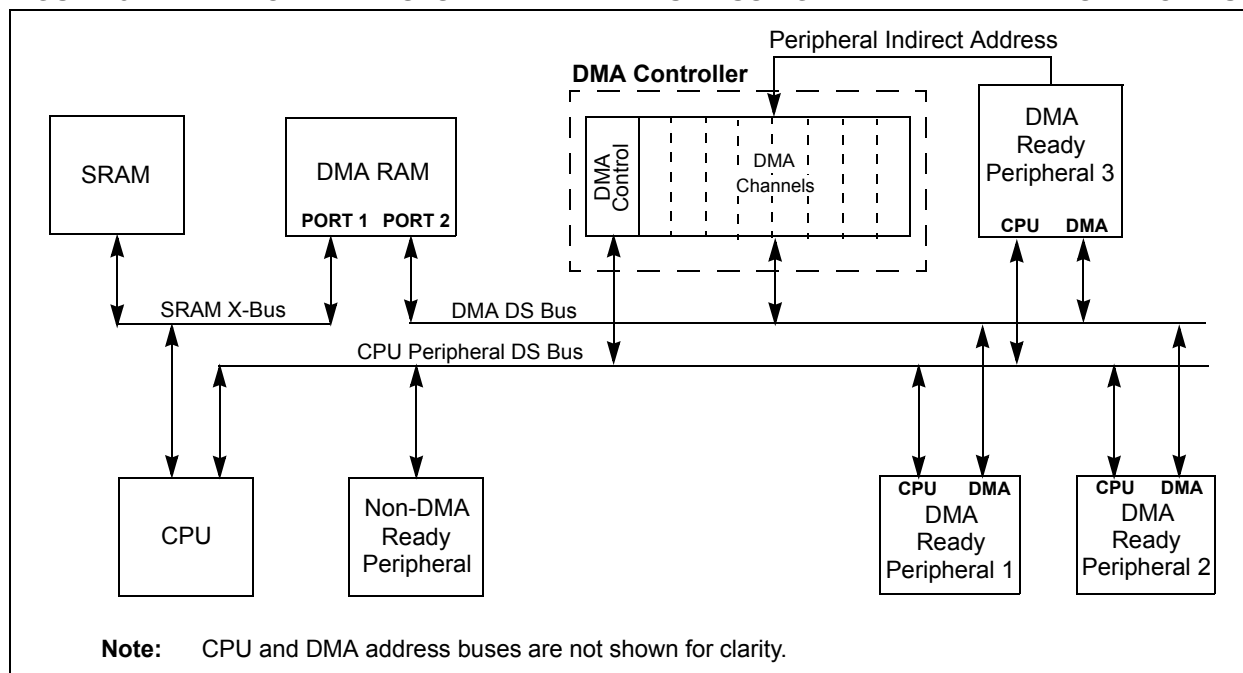 Peripheral Indirect Address
DMA Controller
SRAM
DMA RAM
PORT 1 PORT 2
DMA
Control
DMA
Channels
DMA
Ready
Peripheral 3
CPU DMA
SRAM X-Bus
DMA DS Bus
CPU Peripheral DS Bus
CPU
Non-DMA
Ready
Peripheral
CPU DMA
DMA
Ready
Peripheral 1
CPU DMA
DMA
Ready
Peripheral 2
Note: CPU and DMA address buses are not shown for clarity.